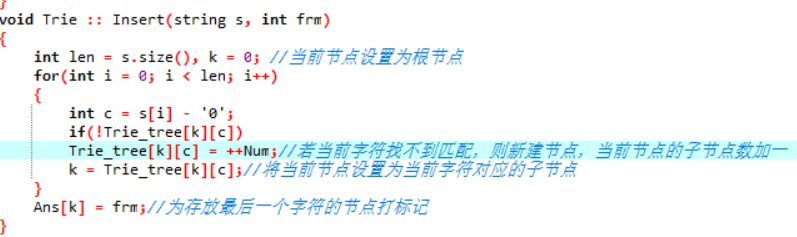 }
void Trie :: Insert(string s, int frm)
{
    int len = s.size(), k = 0; //当前节点设置为根节点
    for(int i = 0; i < len; i++)
    {
        int c = s[i] - '0';
        if(!Trie_tree[k][c])
        Trie_tree[k][c] = ++Num;//若当前字符找不到匹配，则新建节点，当前节点的子节点数加一
        k = Trie_tree[k][c];//将当前节点设置为当前字符对应的子节点
    }
    Ans[k] = frm;//为存放最后一个字符的节点打标记
}